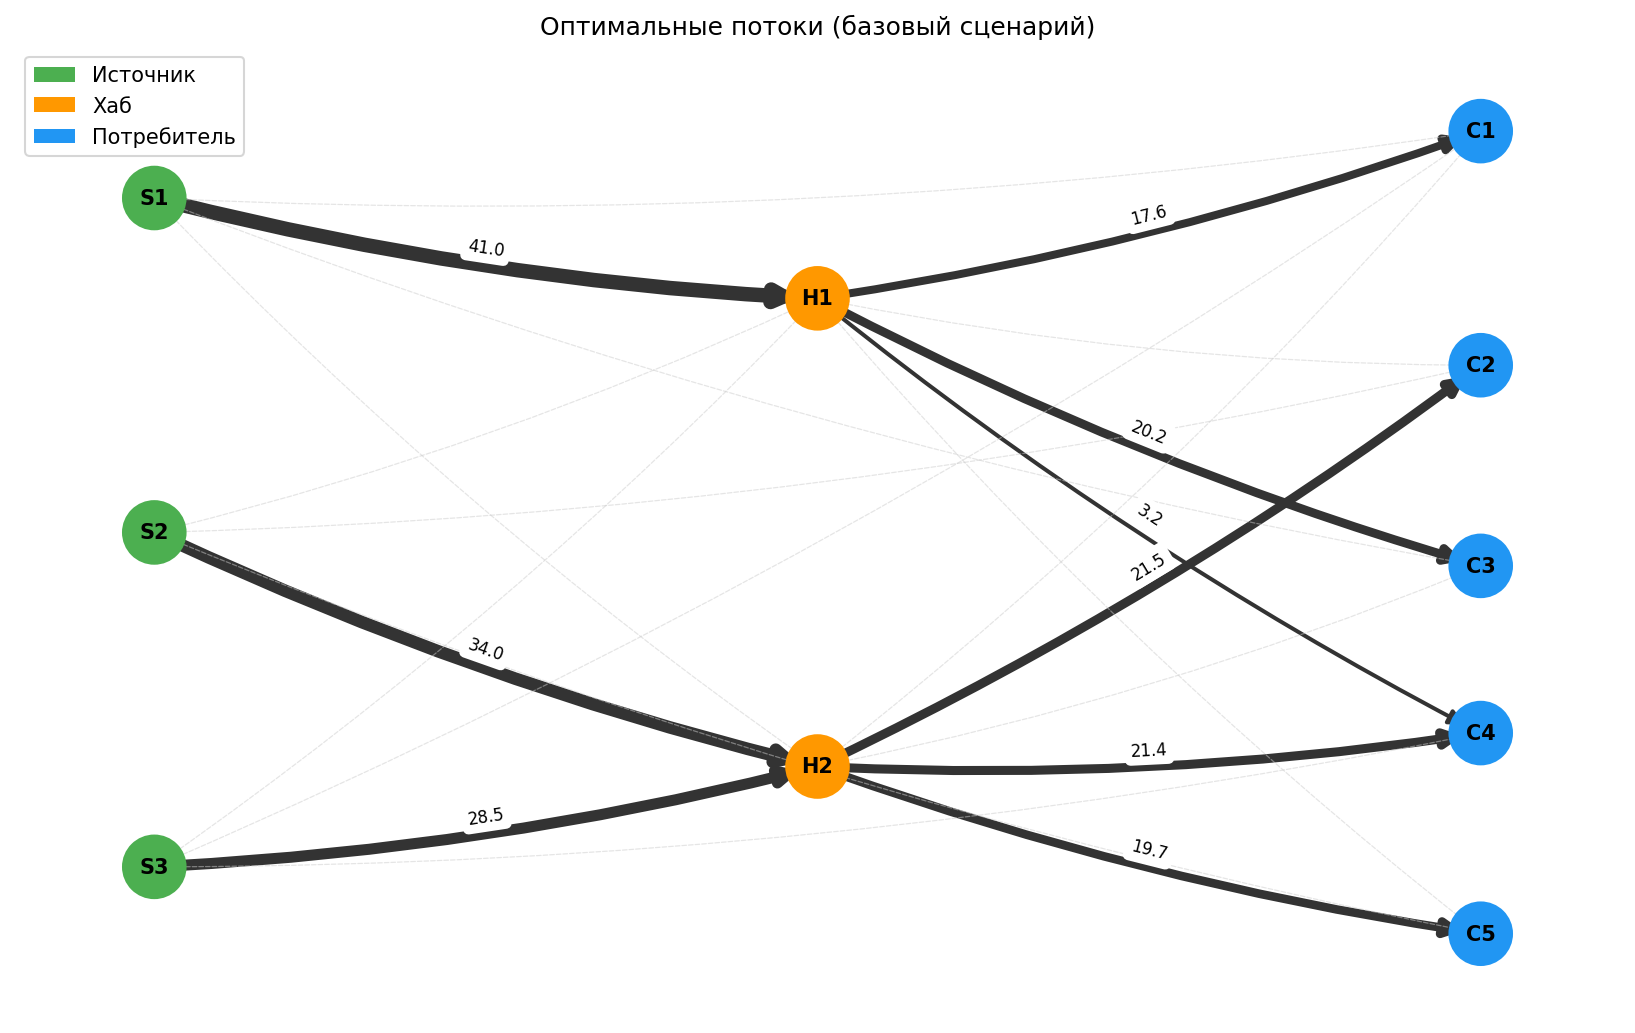 Оптимальные потоки (базовый сценарий)
Источник
Хаб
Потребитель
C1
S1
17.6
41.0
H1
C2
20.2
3.2
S2
21.5
C3
34.0
C4
21.4
H2
28.5
19.7
S3
C5